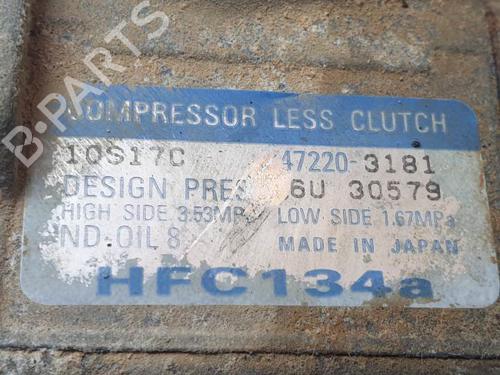 COMPRESSOR LESS CLUTCH
10S17C 47220-3181
DESIGN PRES 6U 30579
HIGH SIDE 3.53MP LOW SIDE 1.67MPa
ND-OIL 8 MADE IN JAPAN
HFC134a
B-PARTS